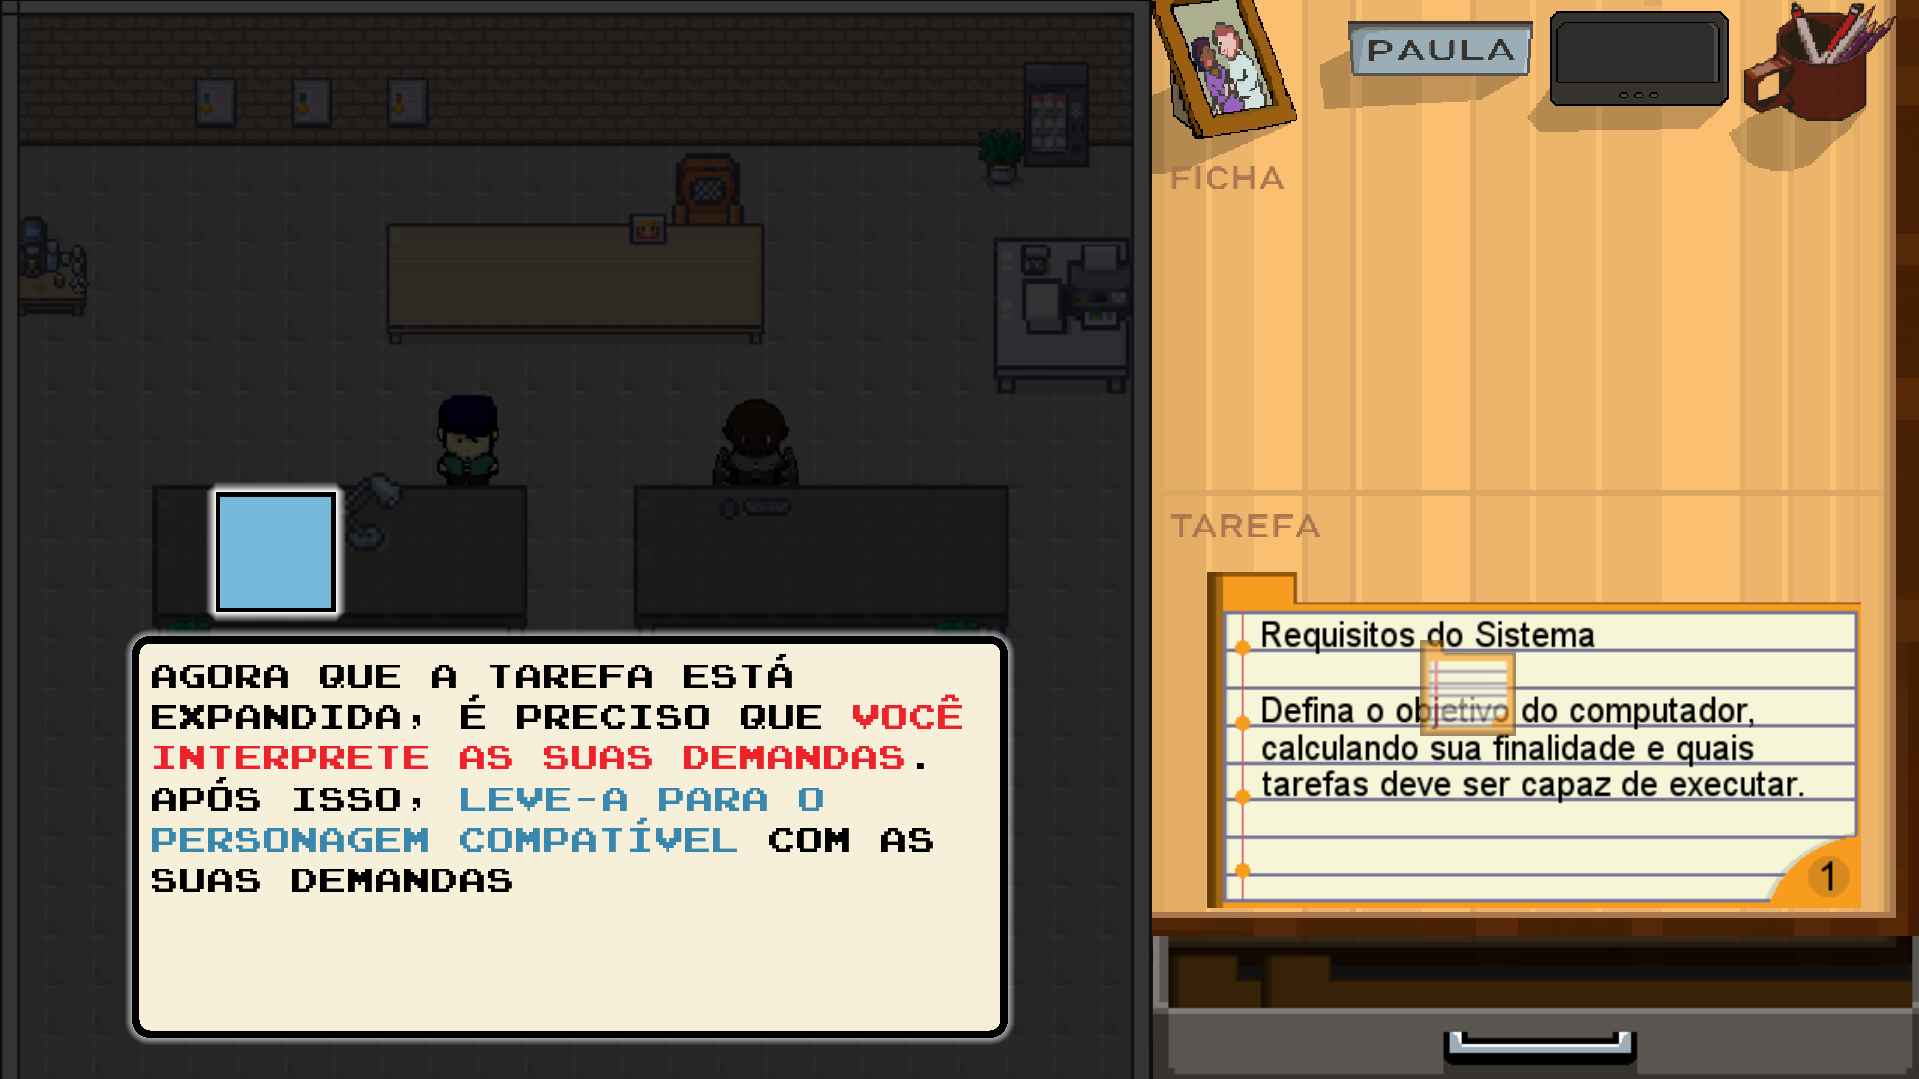 PAULA
FICHA
TAREFA
Requisitos do Sistema
Defina o objetivo do computador,
calculando sua finalidade e quais
tarefas deve ser capaz de executar.
1
AGORA QUE A TAREFA ESTÁ
EXPANDIDA, É PRECISO QUE VOCÊ
INTERPRETE AS SUAS DEMANDAS.
APÓS ISSO, LEVE-A PARA O
PERSONAGEM COMPATÍVEL COM AS
SUAS DEMANDAS